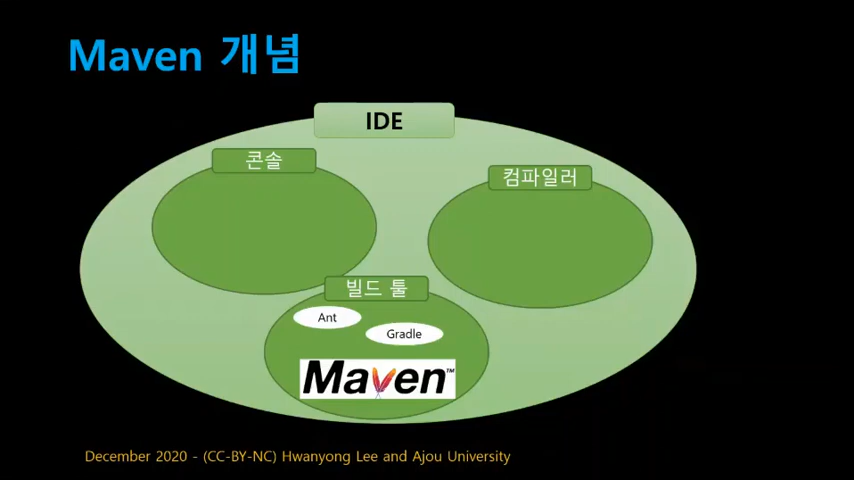 Maven 개념
IDE
콘솔
컴파일러
빌드 툴
Ant
Gradle
Maven™
December 2020 - (CC-BY-NC) Hwanyong Lee and Ajou University